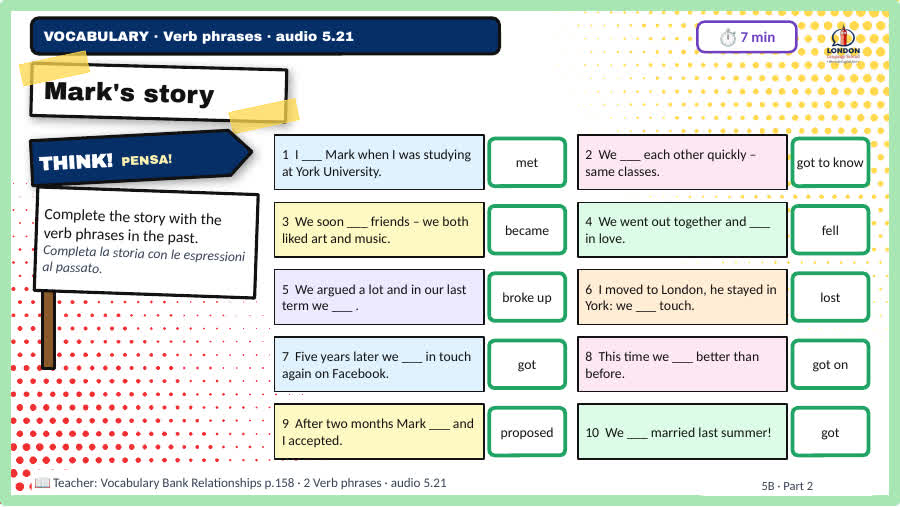 VOCABULARY · Verb phrases · audio 5.21
⏱️ 7 min
LONDON
Mark's story
THINK! PENSA!
Complete the story with the
verb phrases in the past.
Completa la storia con le espressioni
al passato.
1 I ___ Mark when I was studying
at York University.
met
2 We ___ each other quickly –
same classes.
got to know
3 We soon ___ friends – we both
liked art and music.
became
4 We went out together and ___
in love.
fell
5 We argued a lot and in our last
term we ___ .
broke up
6 I moved to London, he stayed in
York: we ___ touch.
lost
7 Five years later we ___ in touch
again on Facebook.
got
8 This time we ___ better than
before.
got on
9 After two months Mark ___ and
I accepted.
proposed
10 We ___ married last summer!
got
📖 Teacher: Vocabulary Bank Relationships p.158 · 2 Verb phrases · audio 5.21
5B · Part 2